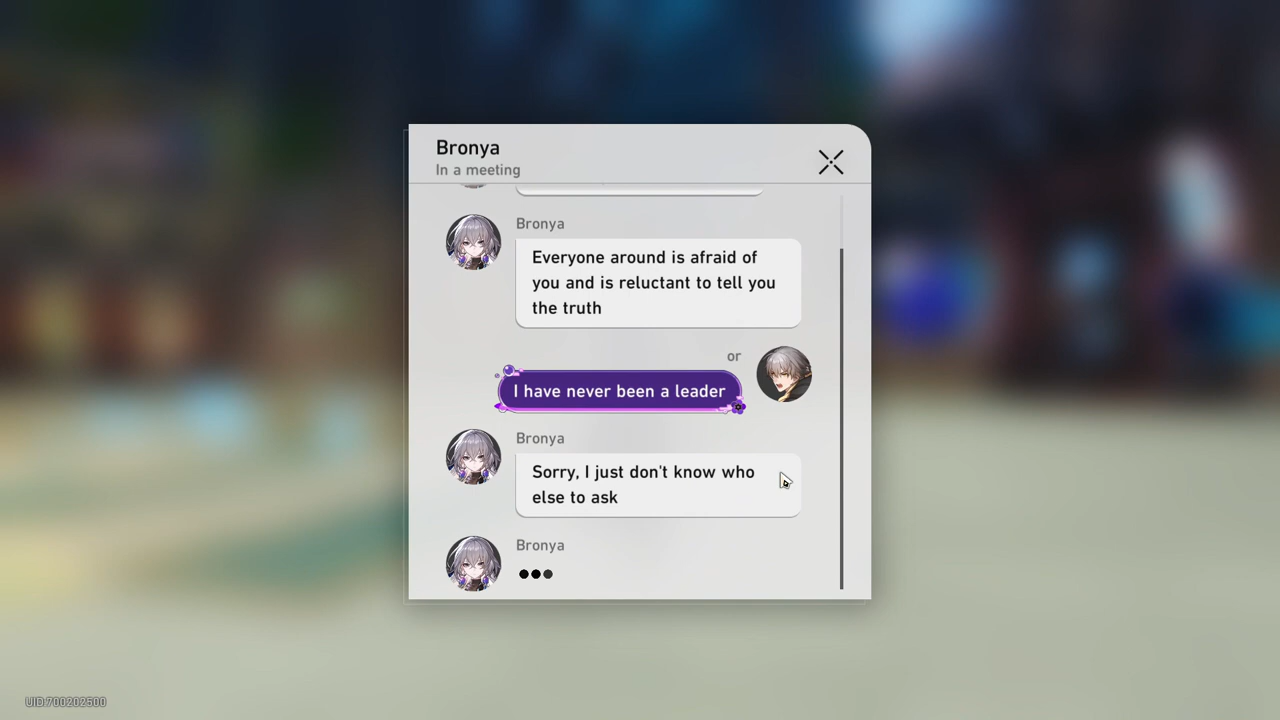 Bronya
In a meeting
Bronya
Everyone around is afraid of
you and is reluctant to tell you
the truth
or
I have never been a leader
Bronya
Sorry, I just don't know who
else to ask
Bronya
UID:700202500